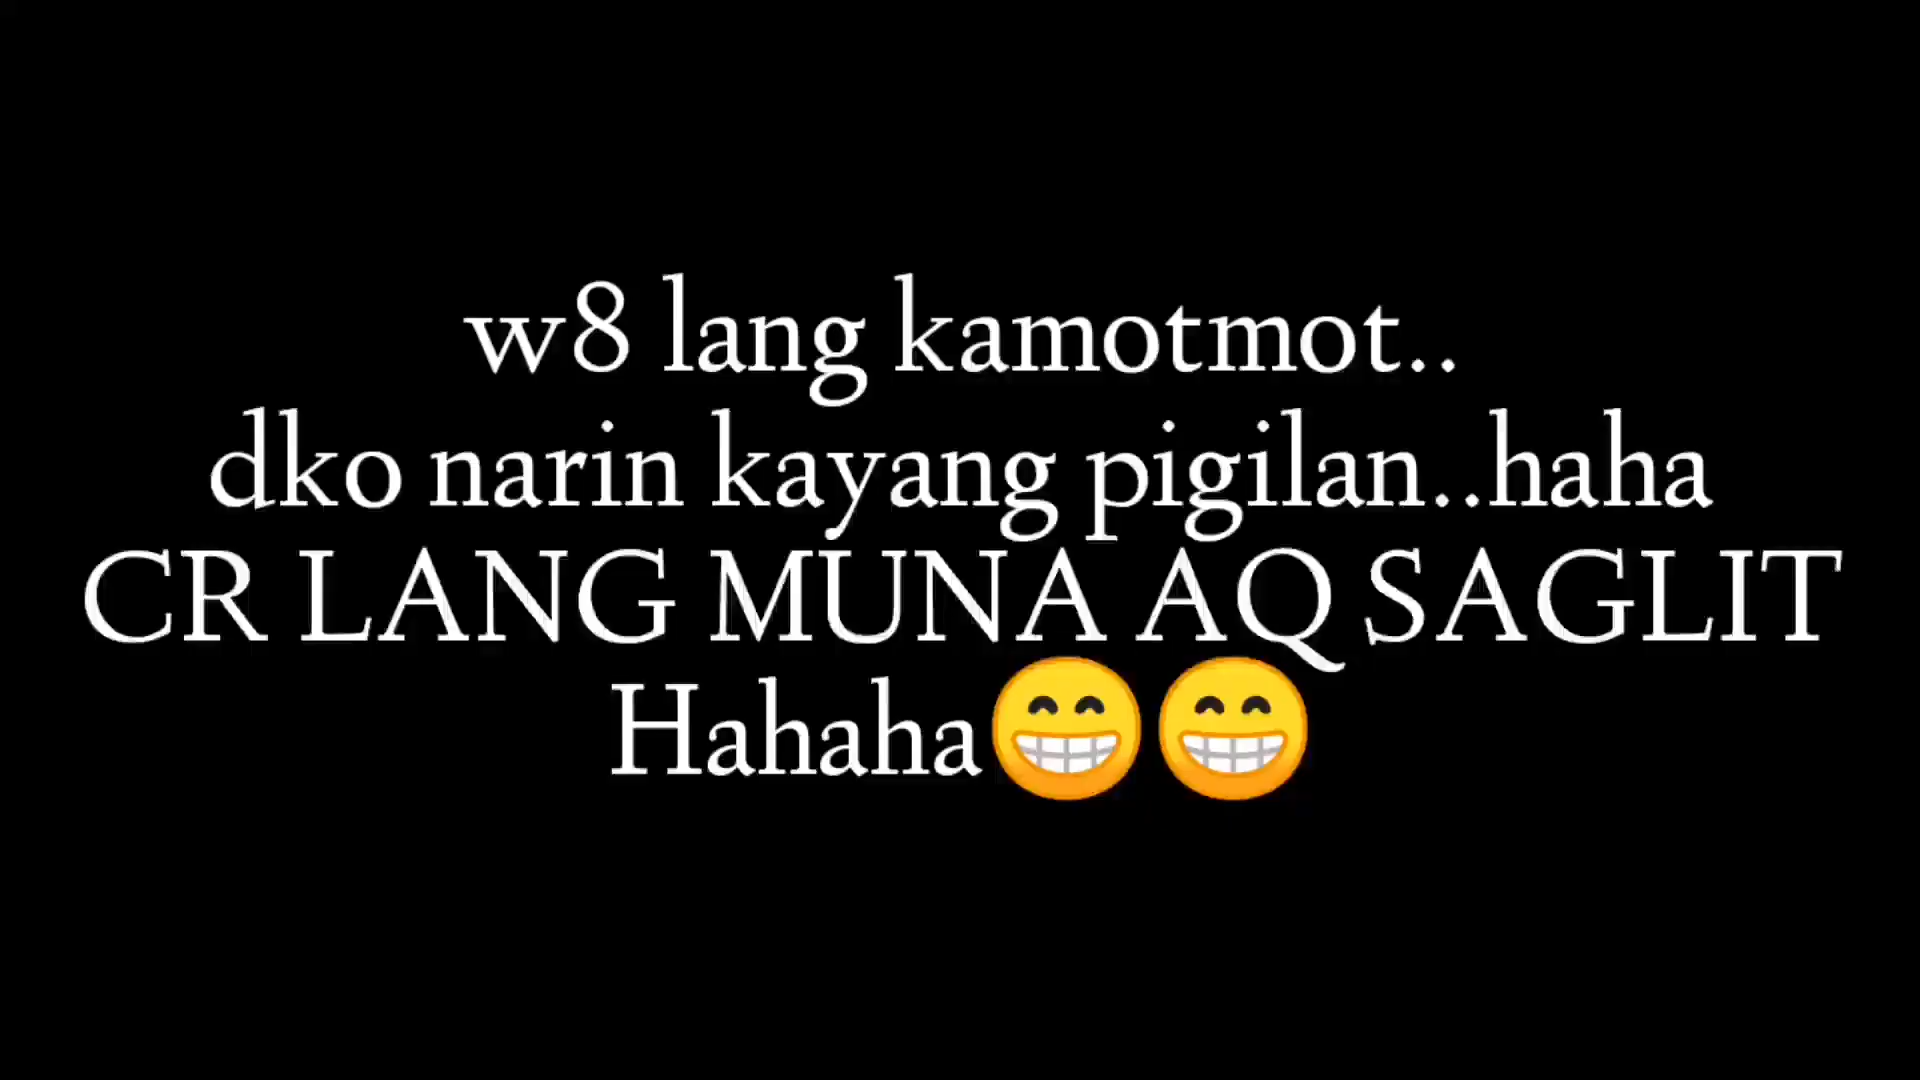 w8 lang kamotmot..
dko narin kayang pigilan..haha
CR LANG MUNA AQ SAGLIT
Hahaha😁😁